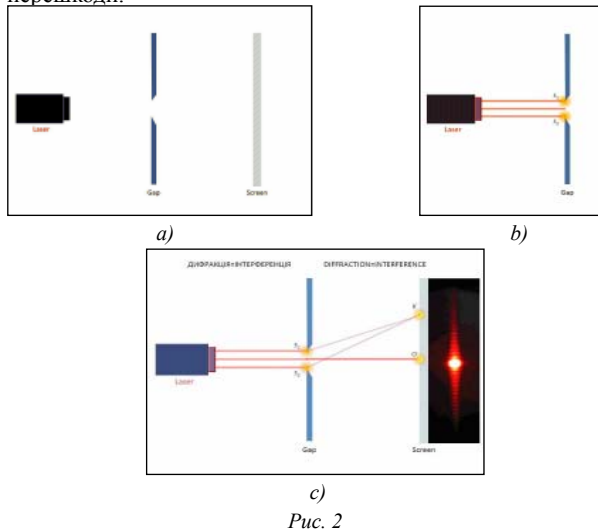 перешкоди.
Laser
Gap
Screen
Laser
Gap
a)
b)
ДИФРАКЦІЯ=ІНТЕРФЕРЕНЦІЯ DIFFRACTION=INTERFERENCE
Laser
Gap
Screen
c)
Рис. 2